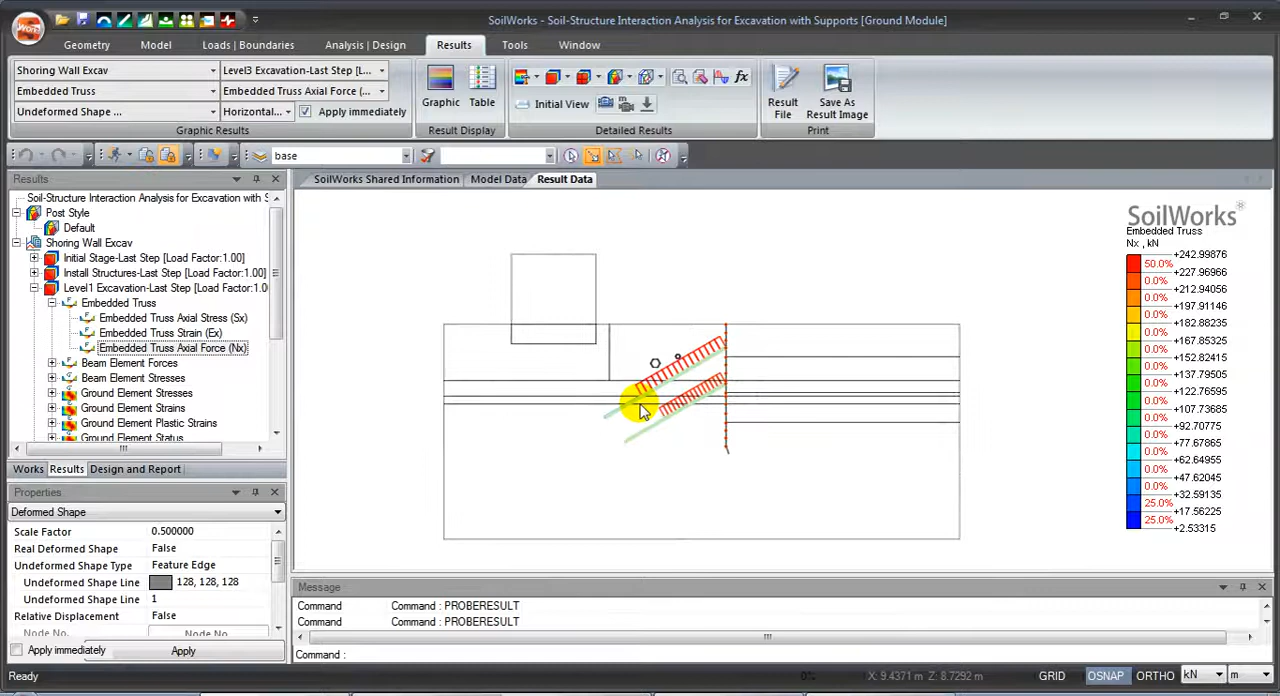 SoilWorks - Soil-Structure Interaction Analysis for Excavation with Supports [Ground Module]
Geometry Model Loads | Boundaries Analysis | Design Results Tools Window
Shoring Wall Excav Level3 Excavation-Last Step [L...
Embedded Truss Embedded Truss Axial Force (...
Undeformed Shape ... Horizontal... Apply immediately
Graphic Results
Graphic Table
Result Display
Initial View
Detailed Results
Result File
Save As Result Image
Print
base
Results
SoilWorks Shared Information Model Data Result Data
Soil-Structure Interaction Analysis for Excavation with S
Post Style
Default
Shoring Wall Excav
Initial Stage-Last Step [Load Factor:1.00]
Install Structures-Last Step [Load Factor:1.00]
Level1 Excavation-Last Step [Load Factor:1.00
Embedded Truss
Embedded Truss Axial Stress (Sx)
Embedded Truss Strain (Ex)
Embedded Truss Axial Force (Nx)
Beam Element Forces
Beam Element Stresses
Ground Element Stresses
Ground Element Strains
Ground Element Plastic Strains
Ground Element Status
Works Results Design and Report
Properties
Deformed Shape
Scale Factor 0.500000
Real Deformed Shape False
Undeformed Shape Type Feature Edge
Undeformed Shape Line 128, 128, 128
Undeformed Shape Line 1
Relative Displacement False
Node No. Node No.
Apply immediately Apply
SoilWorks
Embedded Truss
Nx , kN
+242.99876
50.0%
+227.96966
0.0%
+212.94056
0.0%
+197.91146
0.0%
+182.88235
0.0%
+167.85325
0.0%
+152.82415
0.0%
+137.79505
0.0%
+122.76595
0.0%
+107.73685
0.0%
+92.70775
0.0%
+77.67865
0.0%
+62.64955
0.0%
+47.62045
0.0%
+32.59135
25.0%
+17.56225
25.0%
+2.53315
Message
Command Command : PROBERESULT
Command Command : PROBERESULT
Command :
Ready 0% X: 9.4371m Z: 8.7292m GRID OSNAP ORTHO kN m